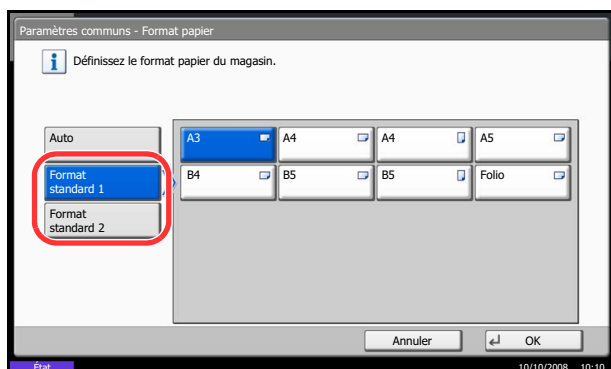 Paramètres communs - Format papier
Définissez le format papier du magasin.
Auto
A3
A4
A4
A5
Format
standard 1
B4
B5
B5
Folio
Format
standard 2
Annuler
OK
État
10/10/2008 10:10